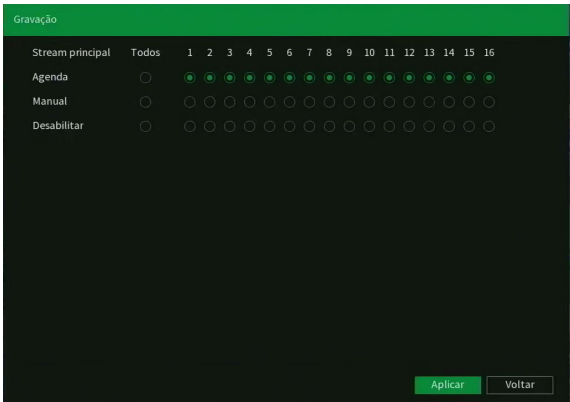 Gravação
Stream principal Todos 1 2 3 4 5 6 7 8 9 10 11 12 13 14 15 16
Agenda
Manual
Desabilitar
Aplicar Voltar